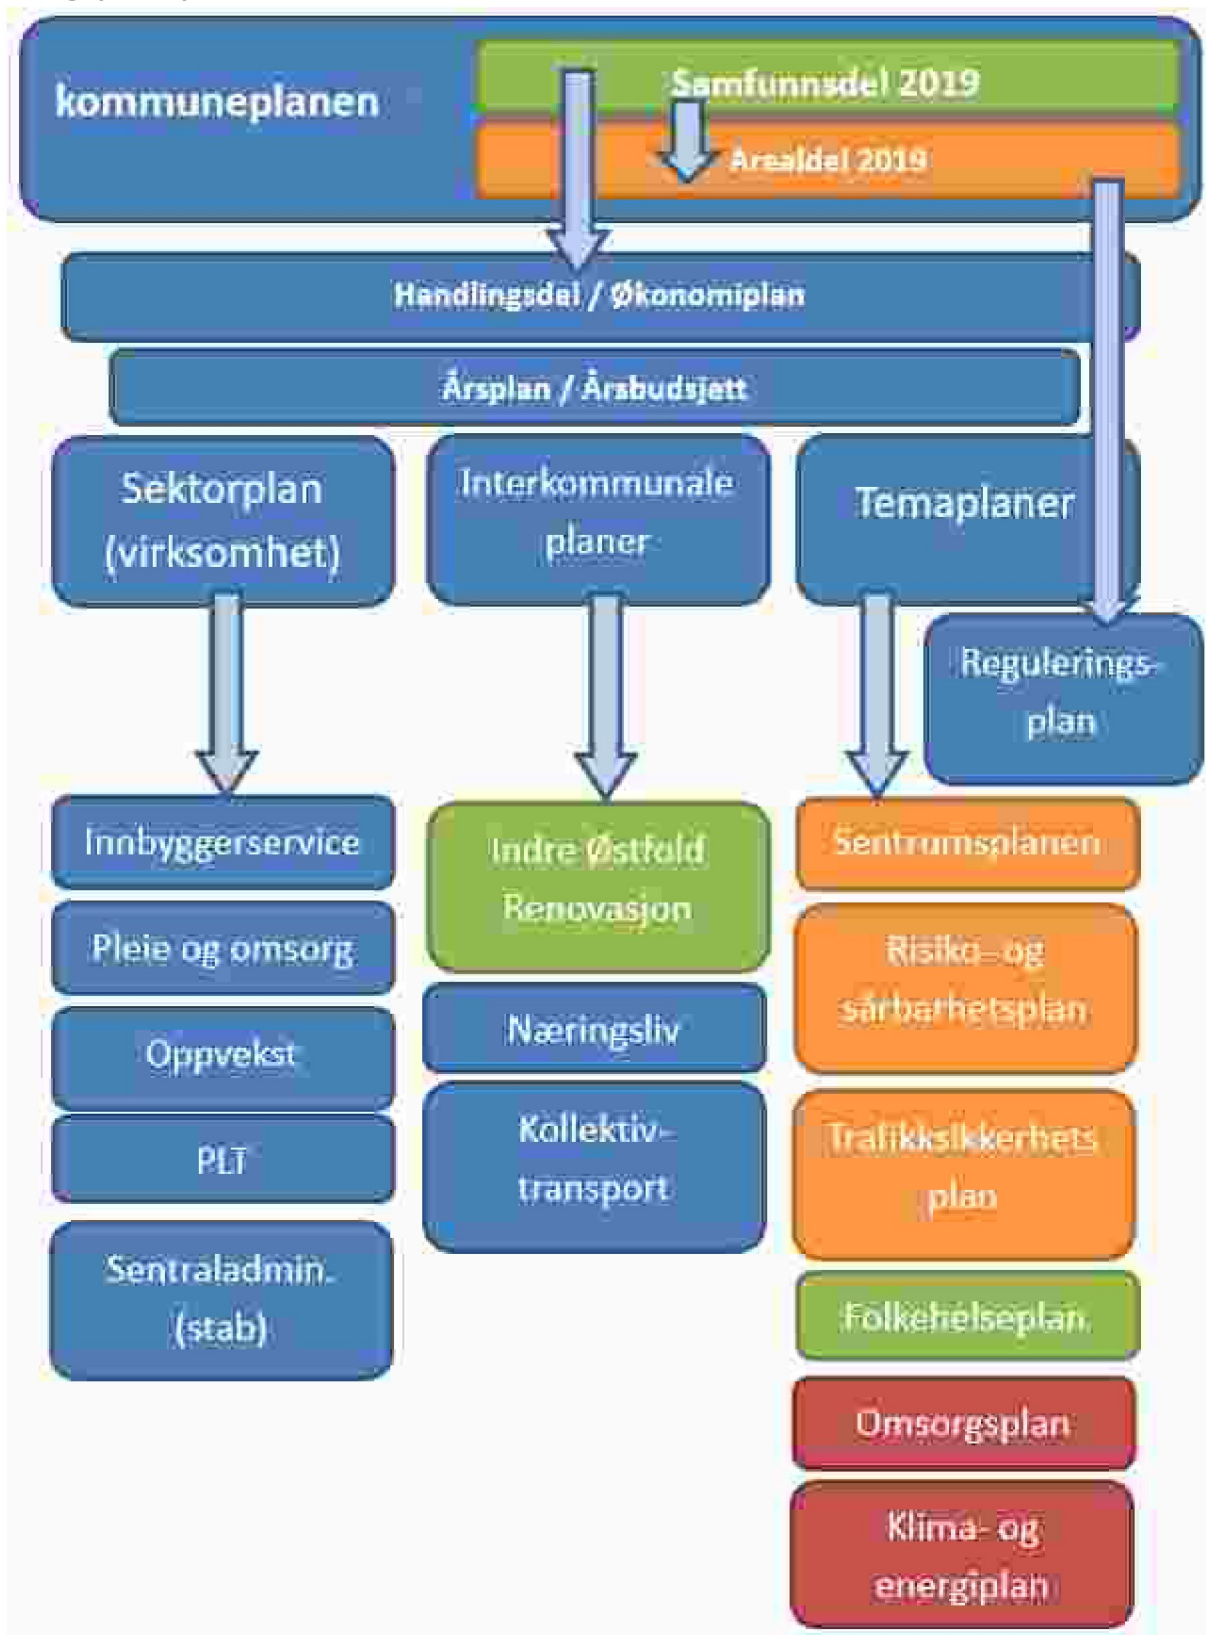 kommuneplanen
Samfunnsdel 2019
Arealdel 2019
Handlingsdel / Økonomiplan
Årsplan / Årsbudsjett
Sektorplan
(virksomhet)
Interkommunale
planer
Temaplaner
Regulerings-
plan
Innbyggerservice
Pleie og omsorg
Oppvekst
PLT
Sentraladmin.
(stab)
Indre Østfold
Renovasjon
Næringsliv
Kollektiv-
transport
Sentrumsplanen
Risiko- og
sårbarhetsplan
Trafikksikkerhets
plan
Folkehelseplan
Omsorgsplan
Klima- og
energiplan